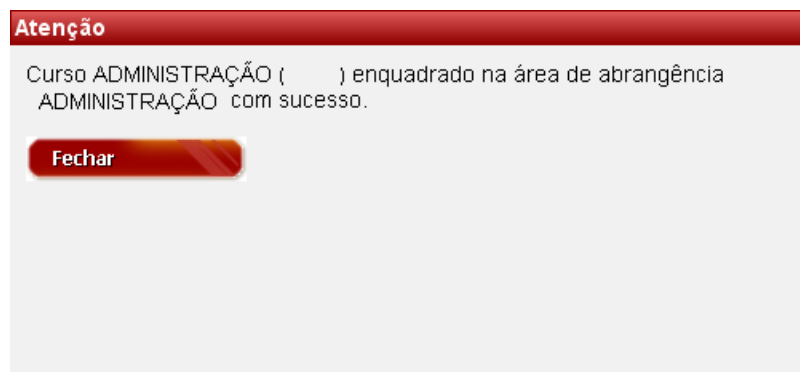 Atenção
Curso ADMINISTRAÇÃO (      ) enquadrado na área de abrangência
ADMINISTRAÇÃO com sucesso.
Fechar